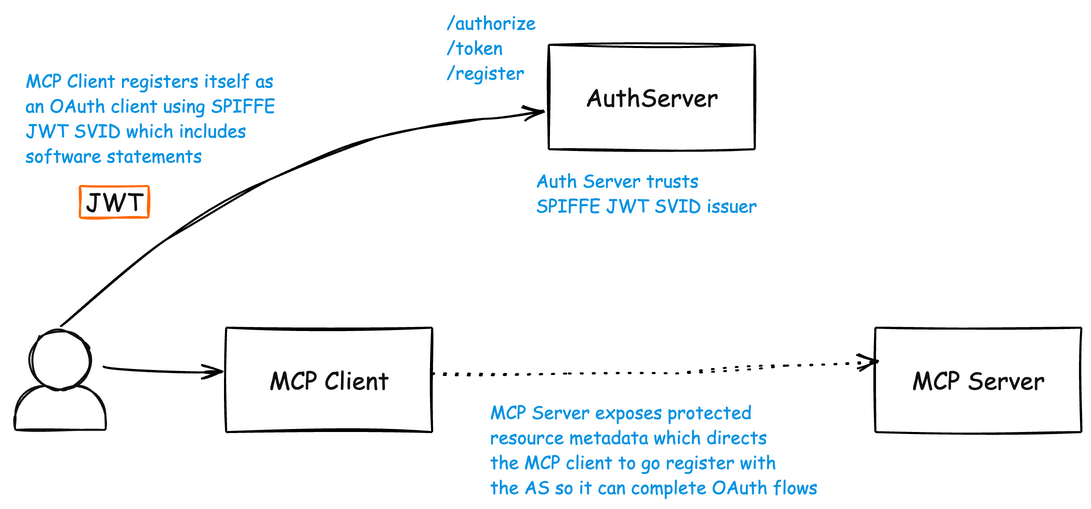 /authorize
/token
/register
AuthServer
MCP Client registers itself as
an OAuth client using SPIFFE
JWT SVID which includes
software statements
JWT
Auth Server trusts
SPIFFE JWT SVID issuer
MCP Client
MCP Server
MCP Server exposes protected
resource metadata which directs
the MCP client to go register with
the AS so it can complete OAuth flows